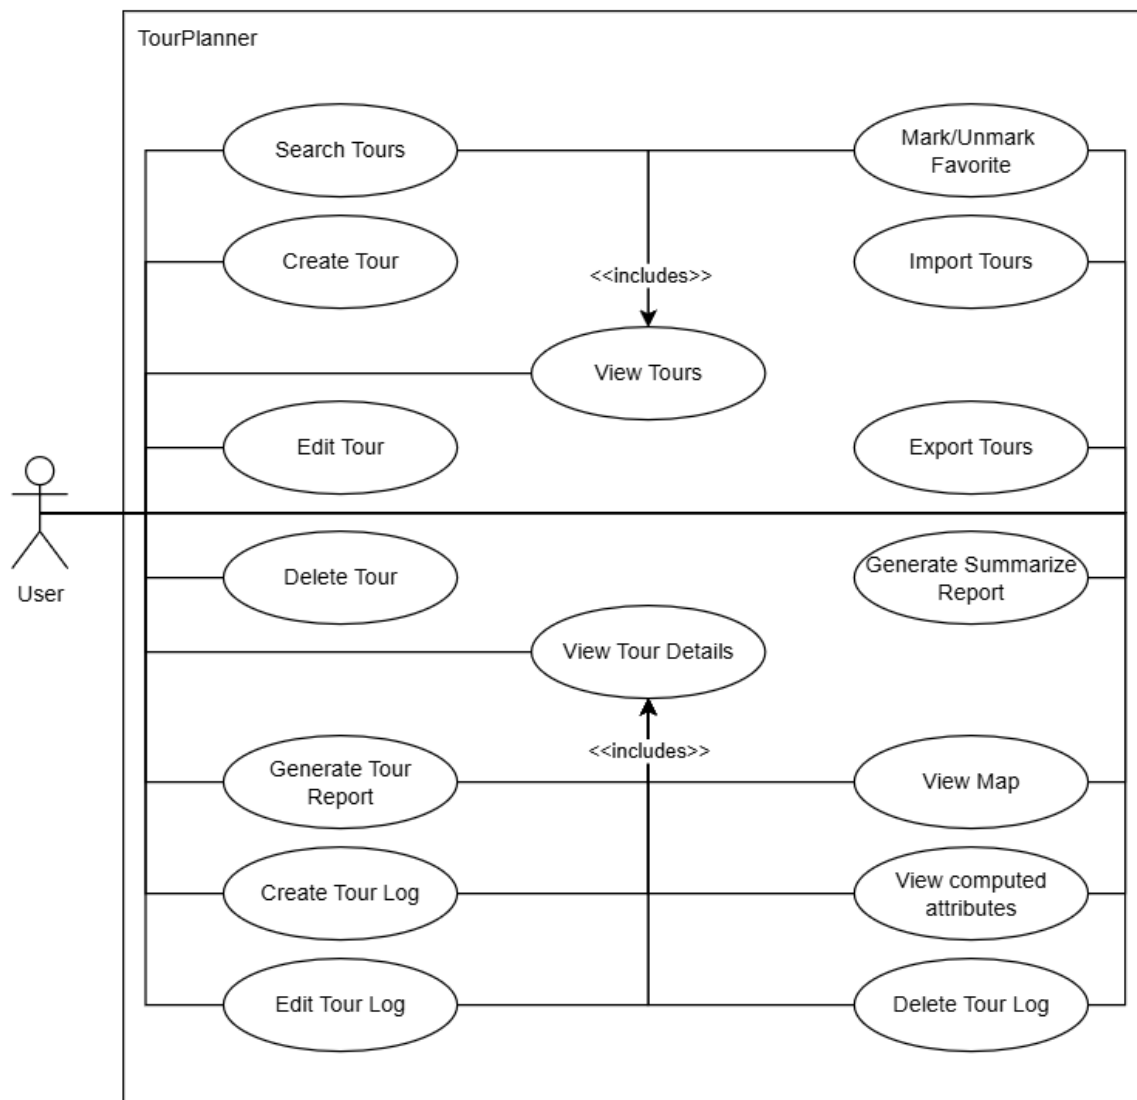 TourPlanner
Search Tours
Mark/Unmark
Favorite
Create Tour
Import Tours
<<includes>>
View Tours
Edit Tour
Export Tours
User
Delete Tour
Generate Summarize
Report
View Tour Details
<<includes>>
Generate Tour
Report
View Map
Create Tour Log
View computed
attributes
Edit Tour Log
Delete Tour Log